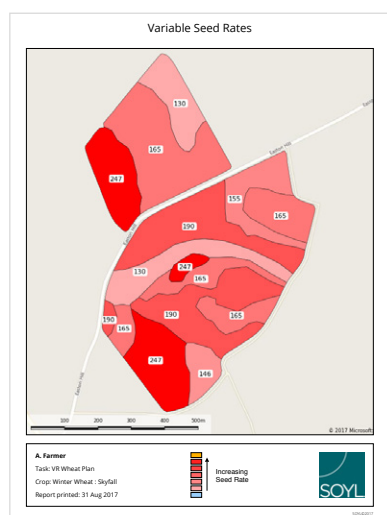 Variable Seed Rates
130
165
247
155
165
190
247
130
165
190
190
165
165
247
146
100 200 300 400 500m
© 2017 Microsoft
A. Farmer
Task: VR Wheat Plan
Crop: Winter Wheat : Skyfall
Report printed: 31 Aug 2017
Increasing
Seed Rate
SOYL